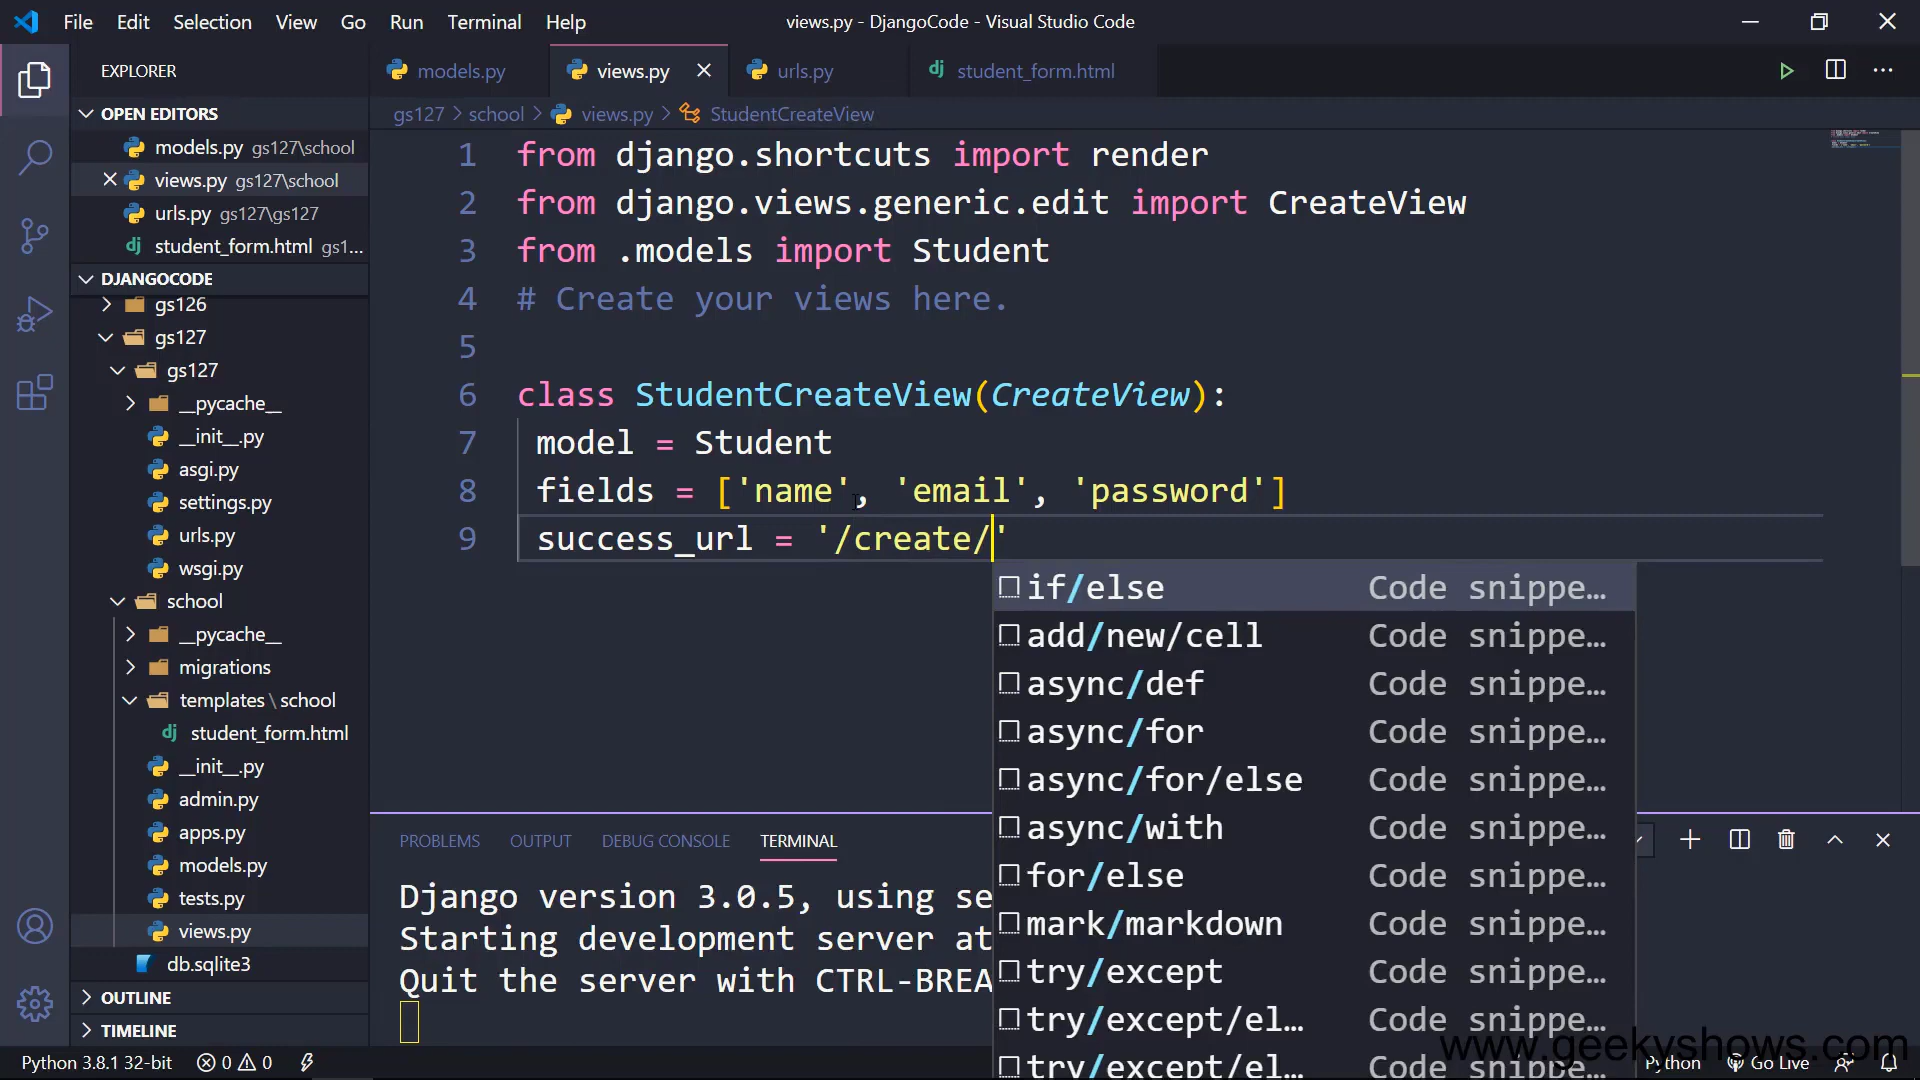 File Edit Selection View Go Run Terminal Help
views.py - DjangoCode - Visual Studio Code
EXPLORER
models.py
views.py
urls.py
student_form.html
OPEN EDITORS
gs127 > school > views.py > StudentCreateView
models.py gs127\school
views.py gs127\school
urls.py gs127\gs127
student_form.html gs1...
DJANGOCODE
gs126
gs127
gs127
__pycache__
__init__.py
asgi.py
settings.py
urls.py
wsgi.py
school
__pycache__
migrations
templates\school
student_form.html
__init__.py
admin.py
apps.py
models.py
tests.py
views.py
db.sqlite3
OUTLINE
TIMELINE
1 from django.shortcuts import render
2 from django.views.generic.edit import CreateView
3 from .models import Student
4 # Create your views here.
5
6 class StudentCreateView(CreateView):
7 model = Student
8 fields = ['name', 'email', 'password']
9 success_url = '/create/'
if/else Code snippe...
add/new/cell Code snippe...
async/def Code snippe...
async/for Code snippe...
async/for/else Code snippe...
async/with Code snippe...
for/else Code snippe...
mark/markdown Code snippe...
try/except Code snippe...
try/except/el... Code snippe...
try/except/el... Code snippe...
PROBLEMS OUTPUT DEBUG CONSOLE TERMINAL
Django version 3.0.5, using se
Starting development server at
Quit the server with CTRL-BREA
www.geekyshows.com
Python 3.8.1 32-bit 0 0 Python Go Live